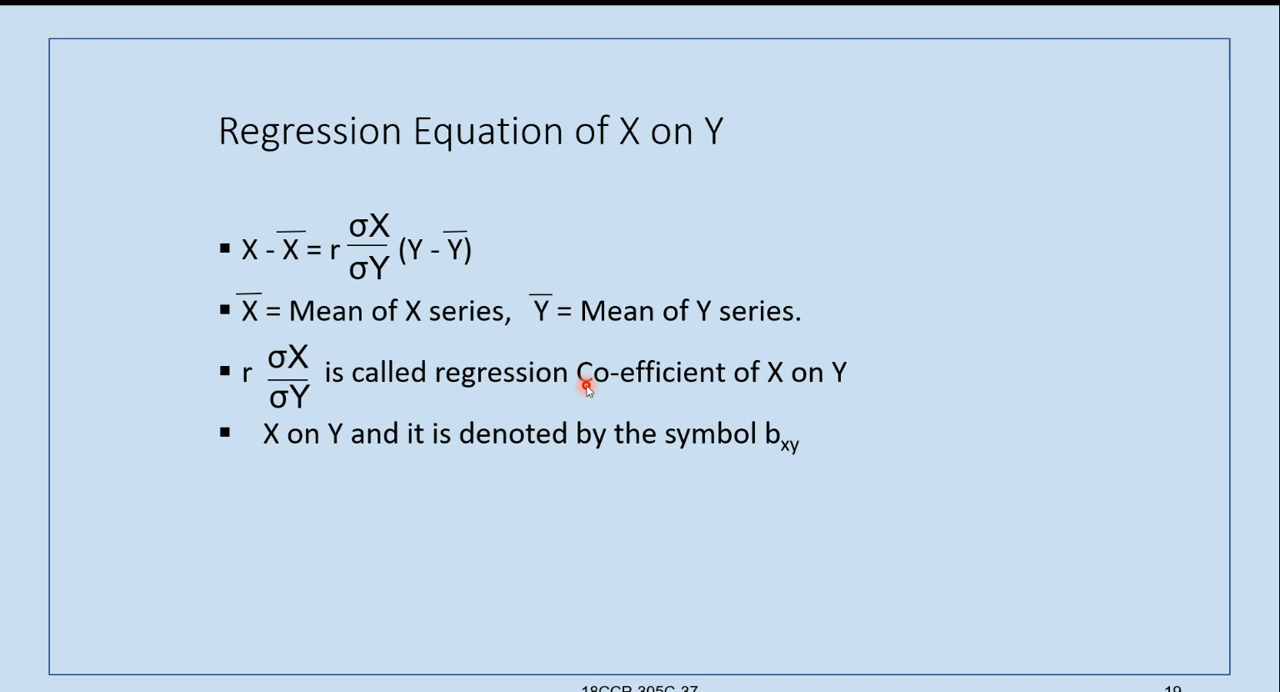 Regression Equation of X on Y
▪ X - X̅ = r σX/σY (Y - Y̅)
▪ X̅ = Mean of X series, Y̅ = Mean of Y series.
▪ r σX/σY is called regression Co-efficient of X on Y
▪ X on Y and it is denoted by the symbol bxy